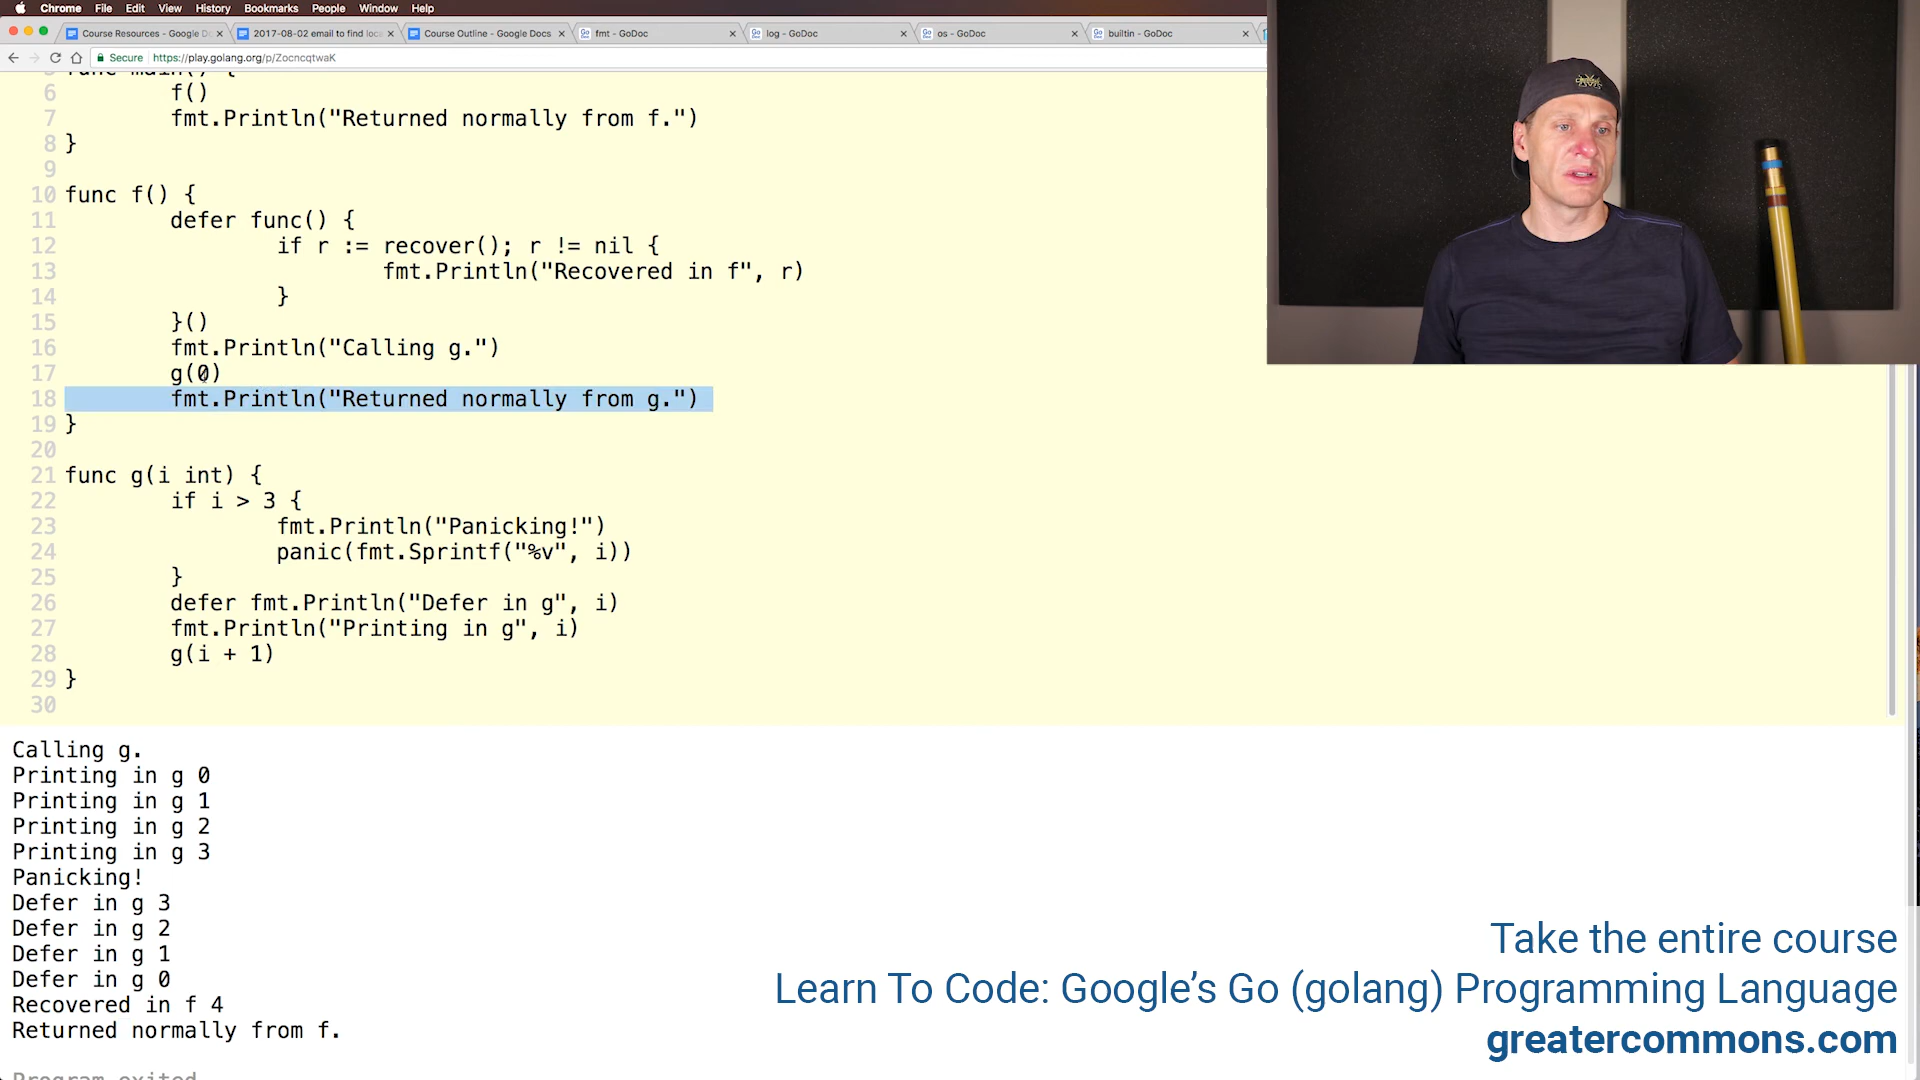 Chrome File Edit View History Bookmarks People Window Help
Course Resources - Google D 2017-08-02 email to find loca Course Outline - Google Docs fmt - GoDoc log - GoDoc os - GoDoc builtin - GoDoc
Secure https://play.golang.org/p/ZocncqtwaK
func main() {
6 f()
7 fmt.Println("Returned normally from f.")
8 }
9
10 func f() {
11 defer func() {
12 if r := recover(); r != nil {
13 fmt.Println("Recovered in f", r)
14 }
15 }()
16 fmt.Println("Calling g.")
17 g(0)
18 fmt.Println("Returned normally from g.")
19 }
20
21 func g(i int) {
22 if i > 3 {
23 fmt.Println("Panicking!")
24 panic(fmt.Sprintf("%v", i))
25 }
26 defer fmt.Println("Defer in g", i)
27 fmt.Println("Printing in g", i)
28 g(i + 1)
29 }
30
Calling g.
Printing in g 0
Printing in g 1
Printing in g 2
Printing in g 3
Panicking!
Defer in g 3
Defer in g 2
Defer in g 1
Defer in g 0
Recovered in f 4
Returned normally from f.
Program exited
Take the entire course
Learn To Code: Google's Go (golang) Programming Language
greatercommons.com